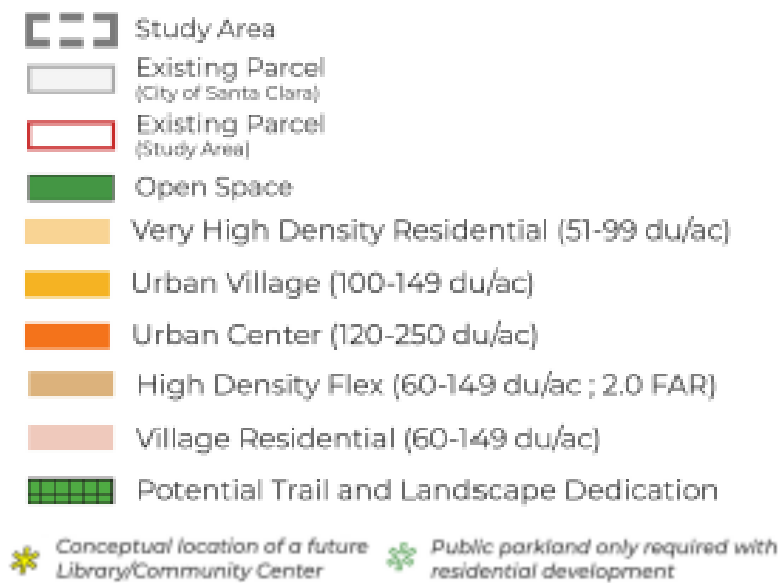 Study Area
Existing Parcel
(City of Santa Clara)
Existing Parcel
(Study Area)
Open Space
Very High Density Residential (51-99 du/ac)
Urban Village (100-149 du/ac)
Urban Center (120-250 du/ac)
High Density Flex (60-149 du/ac ; 2.0 FAR)
Village Residential (60-149 du/ac)
Potential Trail and Landscape Dedication
Conceptual location of a future
Library/Community Center
Public parkland only required with
residential development